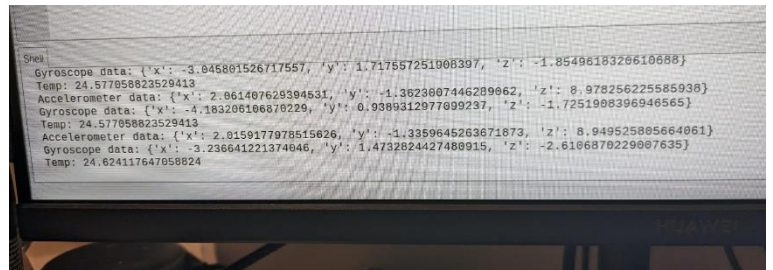 Shell
Gyroscope data: {'x': -3.045801526717557, 'y': 1.717557251908397, 'z': -1.8549618320610688}
Temp: 24.577058823529413
Accelerometer data: {'x': 2.061407629394531, 'y': -1.3623007446289062, 'z': 8.978256225585938}
Gyroscope data: {'x': -4.183206106870229, 'y': 0.9389312977099237, 'z': -1.7251908396946565}
Temp: 24.577058823529413
Accelerometer data: {'x': 2.0159177978515626, 'y': -1.3359645263671873, 'z': 8.949525805664061}
Gyroscope data: {'x': -3.236641221374046, 'y': 1.4732824427480915, 'z': -2.6106870229007635}
Temp: 24.624117647058824
HUAWEI